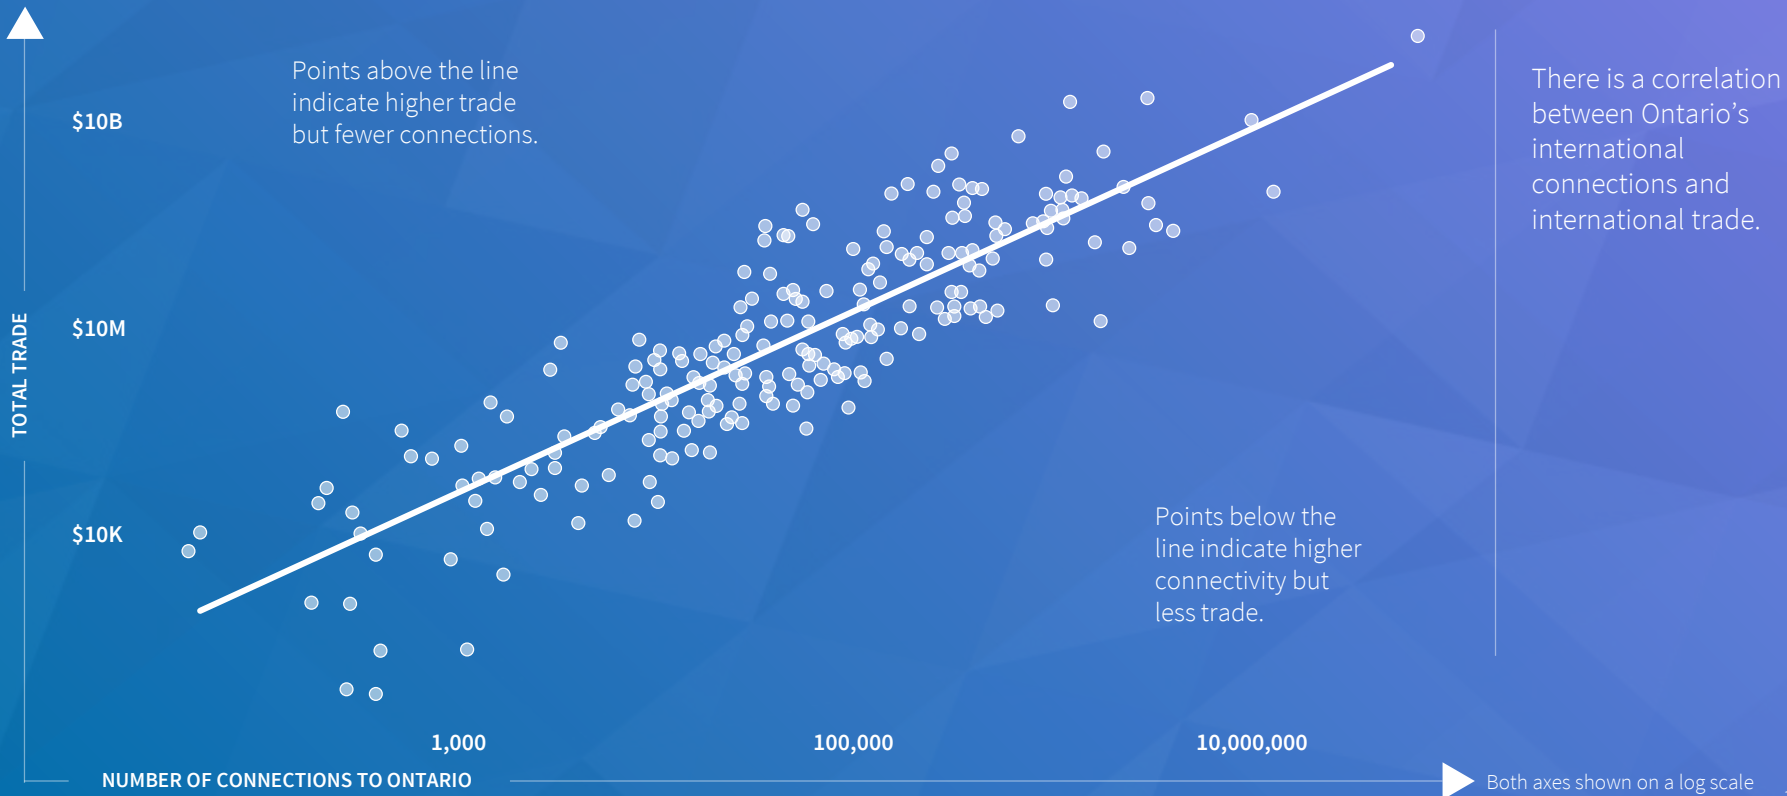 Points above the line
indicate higher trade
but fewer connections.
There is a correlation
between Ontario’s
international
connections and
international trade.
$10B
$10M
$10K
TOTAL TRADE
Points below the
line indicate higher
connectivity but
less trade.
1,000
100,000
10,000,000
NUMBER OF CONNECTIONS TO ONTARIO
Both axes shown on a log scale